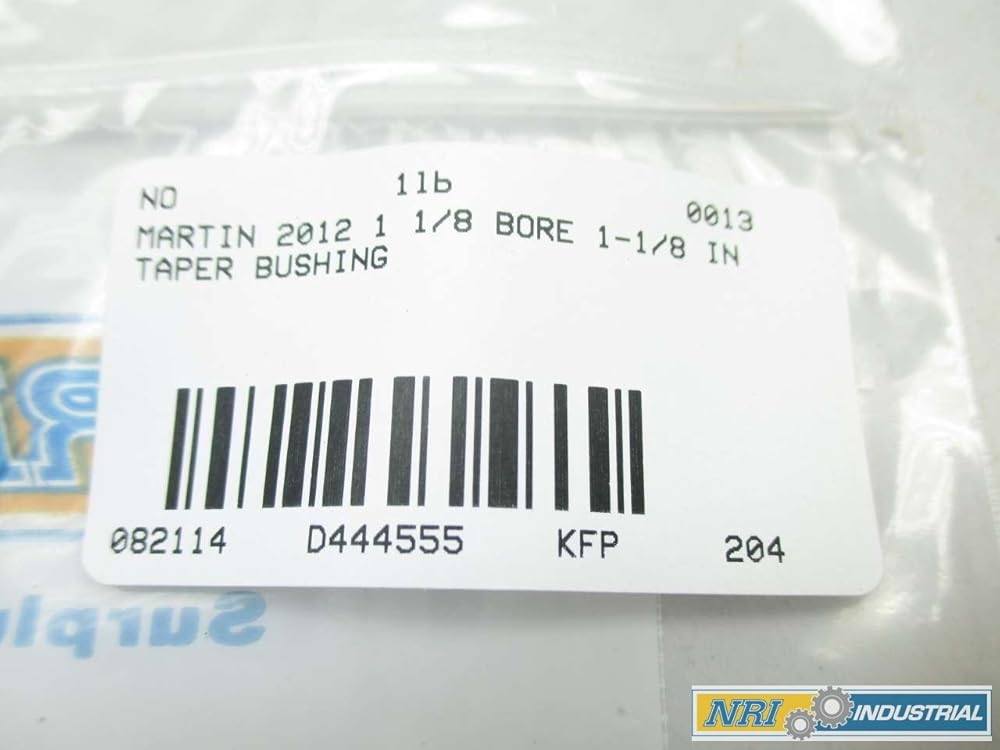 NO 1lb 0013
MARTIN 2012 1 1/8 BORE 1-1/8 IN
TAPER BUSHING
082114 D444555 KFP 204
Surplu
NRI INDUSTRIAL